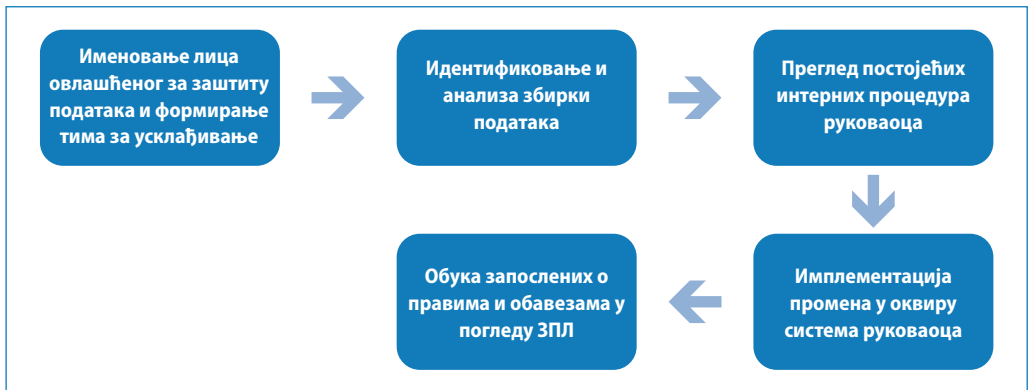 Именовање лица
овлашћеног за заштиту
података и формирање
тима за усклађивање
Идентификовање и
анализа збирки
података
Преглед постојећих
интерних процедура
руковаоца
Имплементација
промена у оквиру
система руковаоца
Обука запослених о
правима и обавезама у
погледу ЗПЛ